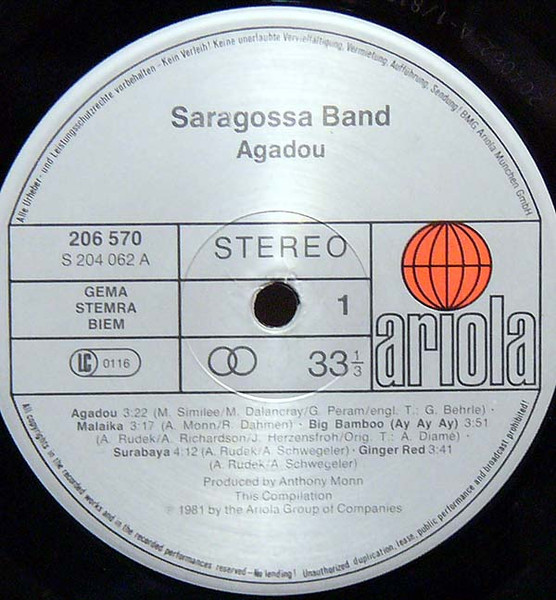 Alle Urheber- und Leistungsschutzrechte vorbehalten - Kein Verleih! Keine unerlaubte Vervielfältigung, Vermietung, Aufführung, Sendung! BMG Ariola München GmbH
Saragossa Band
Agadou
206 570
S 204 062 A
STEREO
GEMA
STEMRA
BIEM
1
LC 0116
33 1/3
ariola
Agadou 3:22 (M. Similee/M. Dalancray/G. Peram/engl. T.: G. Behrle) ·
Malaika 3:17 (A. Monn/R. Dahmen) · Big Bamboo (Ay Ay Ay) 3:51
(A. Rudek/A. Richardson/J. Herzensfroh/Orig. T.: A. Diamé) ·
Surabaya 4:12 (A. Rudek/A. Schwegeler) · Ginger Red 3:41
(A. Rudek/A. Schwegeler)
Produced by Anthony Monn
This Compilation
℗ 1981 by the Ariola Group of Companies
All copyrights in the recorded works and in the recorded performances reserved - No lending! Unauthorized duplication, lease, public performance and broadcast prohibited!